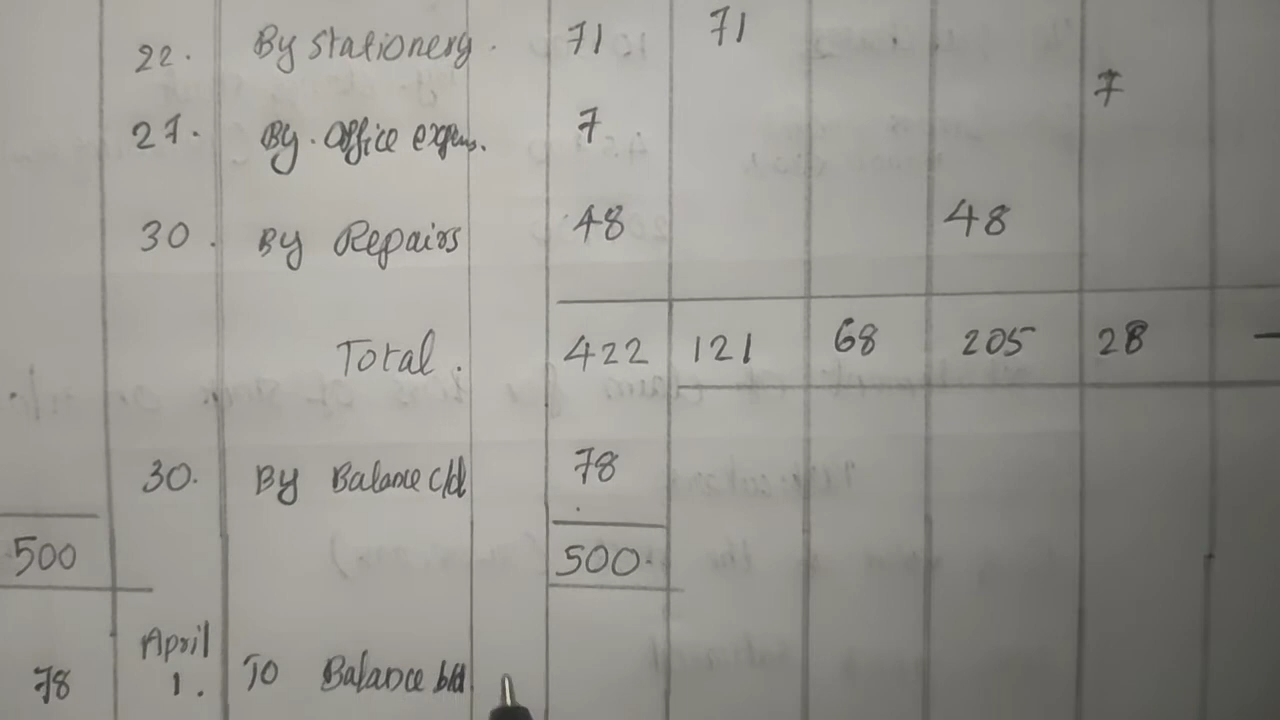 22. By Stationery. 71 71
27. By. Office expens. 7 7
30. By Repairs 48 48
Total. 422 121 68 205 28 -
30. By Balance c/d 78
500 500
April
78 1. TO Balance b/d